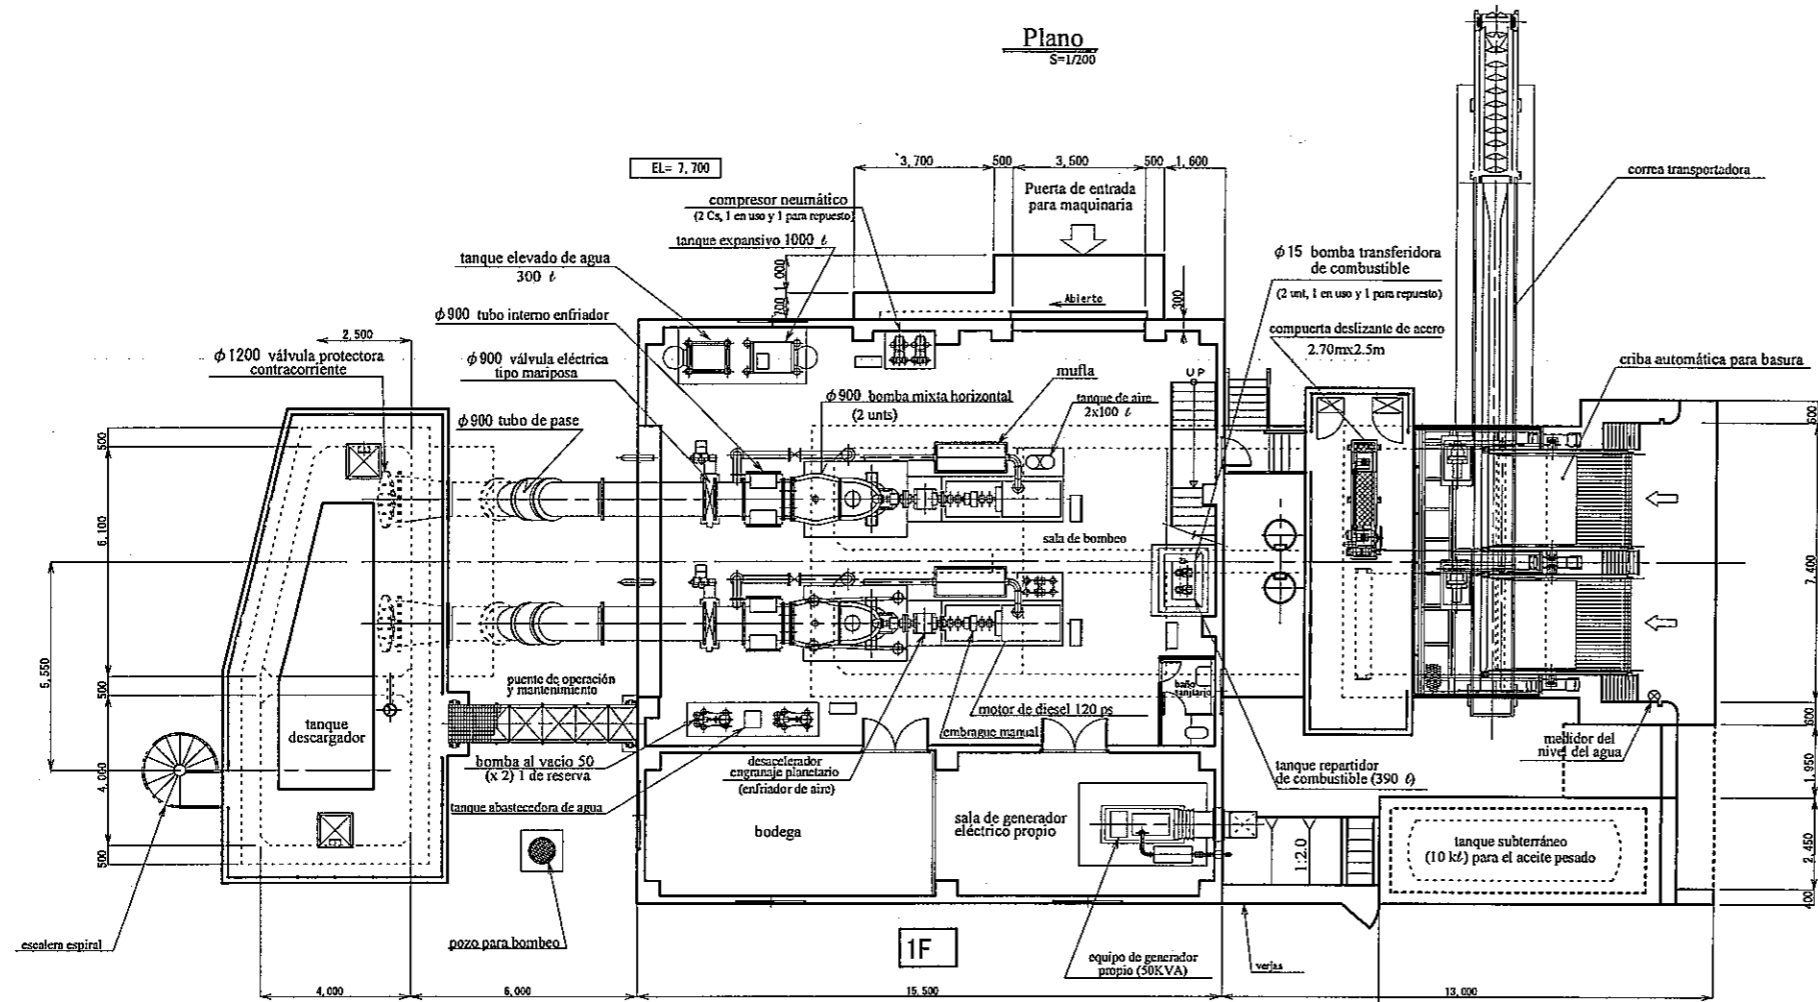 Plano
S=1/200
EL= 7,700
3,700
500
3,500
500
1,600
Puerta de entrada
para maquinaria
correa transportadora
compresor neumático
(2 Cs, 1 en uso y 1 para repuesto)
tanque expansivo 1000 ℓ
tanque elevado de agua
300 ℓ
φ15 bomba transferidora
de combustible
(2 unt, 1 en uso y 1 para repuesto)
1,000
700
Abierto
300
φ900 tubo interno enfriador
compuerta deslizante de acero
2.70mx2.5m
2,500
φ1200 válvula protectora
contracorriente
φ900 válvula eléctrica
tipo mariposa
criba automática para basura
mufla
UP
φ900 bomba mixta horizontal
(2 unts)
tanque de aire
2x100 ℓ
φ900 tubo de pase
500
6,100
5,550
500
4,000
500
600
7,400
600
1,950
2,450
400
sala de bombeo
puente de operación
y mantenimiento
baño
sanitario
tanque
descargador
motor de diesel 120 ps
embrague manual
medidor del
nivel del agua
bomba al vacio 50
(x 2) 1 de reserva
desacelerador
engranaje planetario
(enfriador de aire)
tanque repartidor
de combustible (390 ℓ)
tanque abastecedora de agua
bodega
sala de generador
eléctrico propio
1:2.0
tanque subterráneo
(10 kℓ) para el aceite pesado
escalera espiral
pozo para bombeo
1F
equipo de generador
propio (50KVA)
verjas
4,000
6,000
15,500
13,000